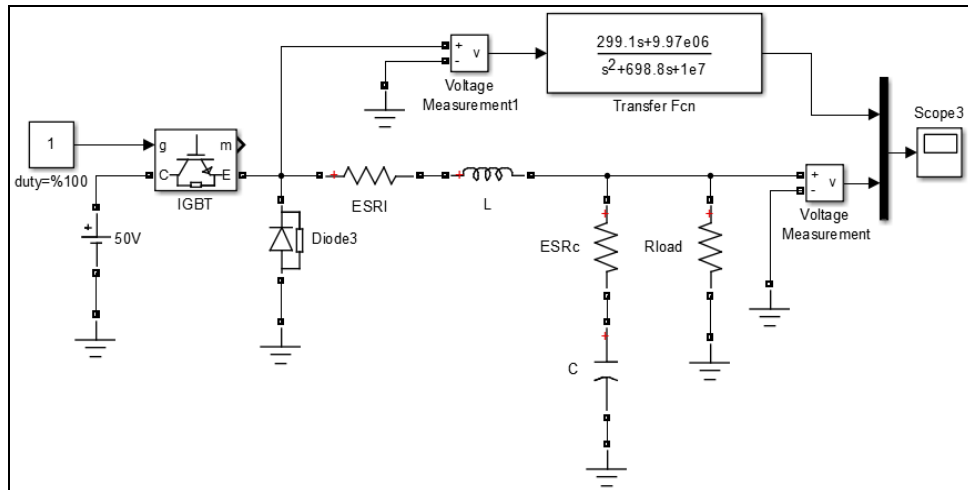 299.1s+9.97e06
s2+698.8s+1e7
Transfer Fcn
+
-
v
Voltage
Measurement1
Scope3
1
duty=%100
g
m
C
E
IGBT
+
50V
Diode3
+
ESRl
+
L
+
ESRc
+
Rload
+
-
v
Voltage
Measurement
+
C